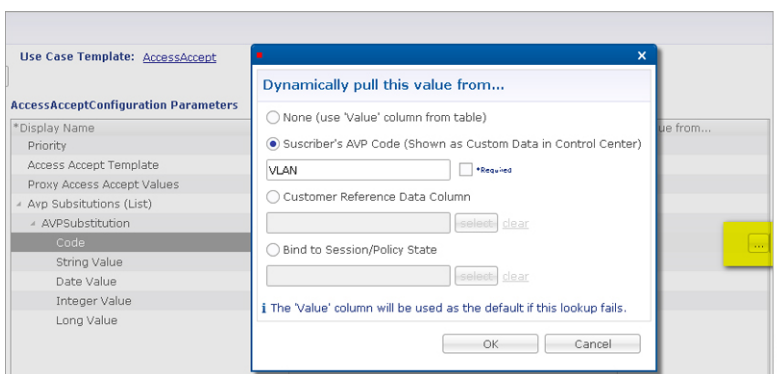 Use Case Template: AccessAccept
AccessAcceptConfiguration Parameters
*Display Name
ue from...
Priority
Access Accept Template
Proxy Access Accept Values
Avp Subsitutions (List)
AVPSubstitution
Code
...
String Value
Date Value
Integer Value
Long Value
x
Dynamically pull this value from...
None (use 'Value' column from table)
Suscriber's AVP Code (Shown as Custom Data in Control Center)
VLAN
*Required
Customer Reference Data Column
select clear
Bind to Session/Policy State
select clear
i The 'Value' column will be used as the default if this lookup fails.
OK Cancel